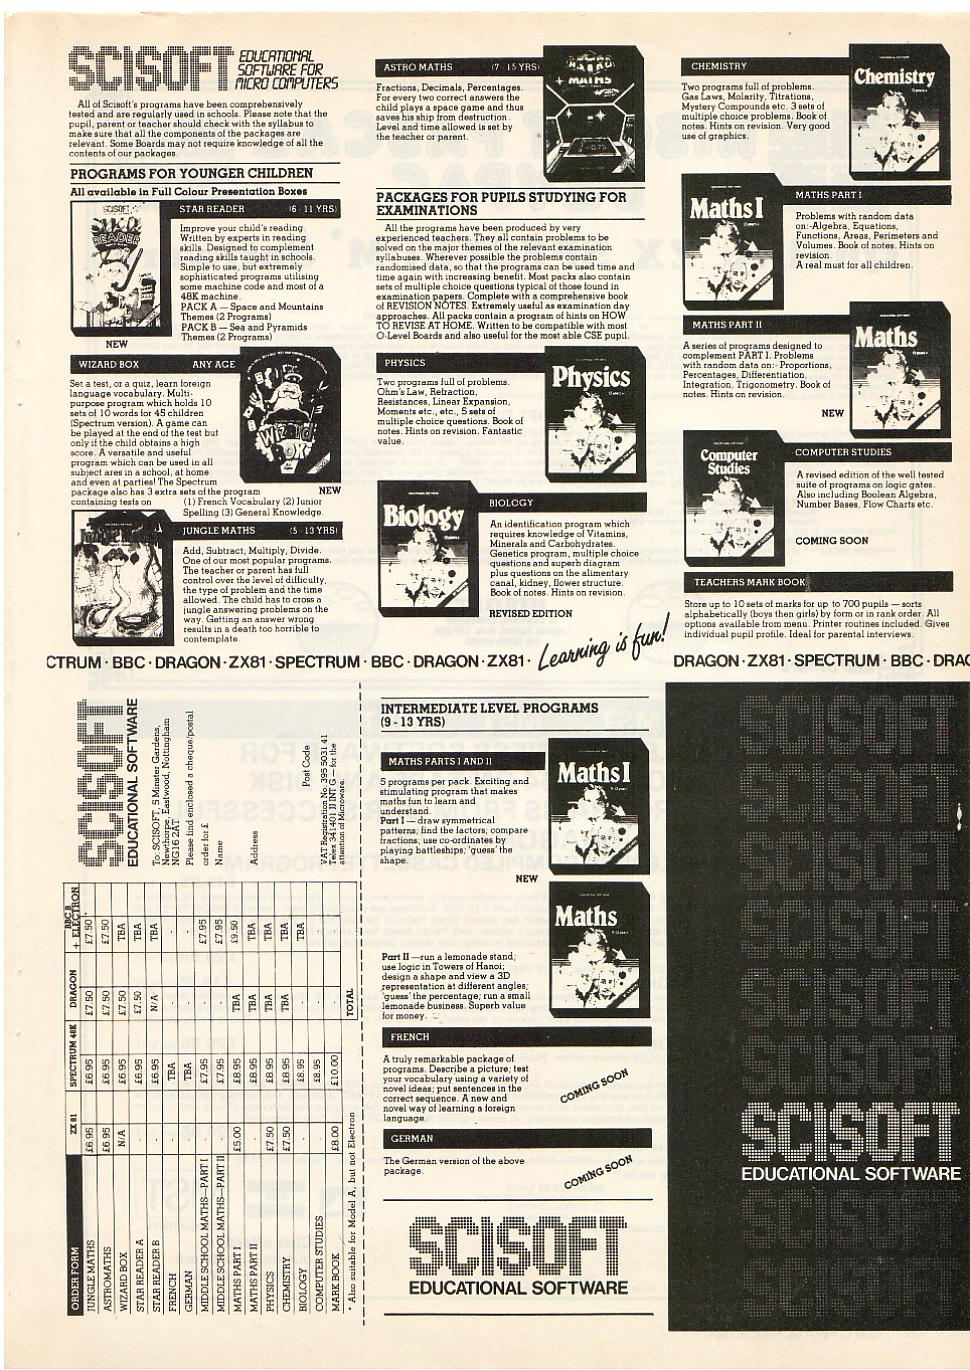 SCISOFT EDUCATIONAL
SOFTWARE FOR
MICRO COMPUTERS
All of Scisoft's programs have been comprehensively
tested and are regularly used in schools. Please note that the
pupil, parent or teacher should check with the syllabus to
make sure that all the components of the packages are
relevant. Some Boards may not require knowledge of all the
contents of our packages.
PROGRAMS FOR YOUNGER CHILDREN
All available in Full Colour Presentation Boxes
STAR READER (6 - 11 YRS)
Improve your child's reading.
Written by experts in reading
skills. Designed to complement
reading skills taught in schools.
Simple to use, but extremely
sophisticated programs utilising
some machine code and most of a
48K machine.
PACK A – Space and Mountains
Themes (2 Programs)
PACK B – Sea and Pyramids
Themes (2 Programs)
NEW
WIZARD BOX ANY AGE
Set a test, or a quiz, learn foreign
language vocabulary. Multi-
purpose program which holds 10
sets of 10 words for 45 children
(Spectrum version). A game can
be played at the end of the test but
only if the child obtains a high
score. A versatile and useful
program which can be used in all
subject areas in a school, at home
and even at parties! The Spectrum
package also has 3 extra sets of the program
containing tests on (1) French Vocabulary (2) Junior
Spelling (3) General Knowledge.
NEW
Wizard
JUNGLE MATHS (5 - 13 YRS)
Add, Subtract, Multiply, Divide.
One of our most popular programs.
The teacher or parent has full
control over the level of difficulty,
the type of problem and the time
allowed. The child has to cross a
jungle answering problems on the
way. Getting an answer wrong
results in a death too horrible to
contemplate.
ASTRO MATHS (7 - 15 YRS)
Fractions, Decimals, Percentages.
For every two correct answers the
child plays a space game and thus
saves his ship from destruction.
Level and time allowed is set by
the teacher or parent.
PACKAGES FOR PUPILS STUDYING FOR
EXAMINATIONS
All the programs have been produced by very
experienced teachers. They all contain problems to be
solved on the major themes of the relevant examination
syllabuses. Wherever possible the problems contain
randomised data, so that the programs can be used time and
time again with increasing benefit. Most packs also contain
sets of multiple choice questions typical of those found in
examination papers. Complete with a comprehensive book
of REVISION NOTES. Extremely useful as examination day
approaches. All packs contain a program of hints on HOW
TO REVISE AT HOME. Written to be compatible with most
O-Level Boards and also useful for the most able CSE pupil.
PHYSICS
Two programs full of problems.
Ohm's Law, Refraction,
Resistances, Linear Expansion,
Moments etc., etc., 5 sets of
multiple choice questions. Book of
notes. Hints on revision. Fantastic
value.
Physics
Biology
BIOLOGY
An identification program which
requires knowledge of Vitamins,
Minerals and Carbohydrates.
Genetics program, multiple choice
questions and superb diagram
plus questions on the alimentary
canal, kidney, flower structure.
Book of notes. Hints on revision.
REVISED EDITION
CHEMISTRY
Two programs full of problems.
Gas Laws, Molarity, Titrations,
Mystery Compounds etc. 3 sets of
multiple choice problems. Book of
notes. Hints on revision. Very good
use of graphics.
Chemistry
Maths I
MATHS PART I
Problems with random data
on:-Algebra, Equations,
Functions, Areas, Perimeters and
Volumes. Book of notes. Hints on
revision.
A real must for all children.
MATHS PART II
A series of programs designed to
complement PART I. Problems
with random data on:- Proportions,
Percentages, Differentiation,
Integration, Trigonometry. Book of
notes. Hints on revision.
NEW
Maths
Computer
Studies
COMPUTER STUDIES
A revised edition of the well tested
suite of programs on logic gates.
Also including Boolean Algebra,
Number Bases, Flow Charts etc.
COMING SOON
TEACHERS MARK BOOK
Store up to 10 sets of marks for up to 700 pupils — sorts
alphabetically (boys then girls) by form or in rank order. All
options available from menu. Printer routines included. Gives
individual pupil profile. Ideal for parental interviews.
CTRUM · BBC · DRAGON · ZX81 · SPECTRUM · BBC · DRAGON · ZX81 · Learning is fun! DRAGON · ZX81 · SPECTRUM · BBC · DRAG
SCISOFT
EDUCATIONAL SOFTWARE
To: SCISOFT, 5 Minster Gardens,
Newthorpe, Eastwood, Nottingham
NG16 2AT
Please find enclosed a cheque/postal
order for £
Name
Address
Post Code
VAT Registration No. 395 5031 41
Telex 341401 JJ INT G — for the
attention of Microware.
ORDER FORM ZX 81 SPECTRUM 48K DRAGON BBC B + ELECTRON
JUNGLE MATHS £6.95 £6.95 £7.50 £7.50 *
ASTROMATHS £6.95 £6.95 £7.50 £7.50
WIZARD BOX N/A £6.95 £7.50 TBA
STAR READER A - £6.95 £7.50 TBA
STAR READER B - £6.95 N/A TBA
FRENCH - TBA - -
GERMAN - TBA - -
MIDDLE SCHOOL MATHS—PART I - £7.95 - £7.95
MIDDLE SCHOOL MATHS—PART II - £7.95 - £7.95
MATHS PART I £5.00 £8.95 TBA £9.50
MATHS PART II - £8.95 TBA TBA
PHYSICS £7.50 £8.95 TBA TBA
CHEMISTRY £7.50 £8.95 TBA TBA
BIOLOGY - £8.95 - TBA
COMPUTER STUDIES - £8.95 - -
MARK BOOK £8.00 £10.00 - -
TOTAL
* Also suitable for Model A, but not Electron
INTERMEDIATE LEVEL PROGRAMS
(9 - 13 YRS)
MATHS PARTS I AND II
5 programs per pack. Exciting and
stimulating program that makes
maths fun to learn and
understand.
Part I — draw symmetrical
patterns; find the factors; compare
fractions; use co-ordinates by
playing battleships; 'guess' the
shape.
NEW
Maths I
Maths
Part II —run a lemonade stand;
use logic in Towers of Hanoi;
design a shape and view a 3D
representation at different angles;
'guess' the percentage; run a small
lemonade business. Superb value
for money.
FRENCH
A truly remarkable package of
programs. Describe a picture; test
your vocabulary using a variety of
novel ideas; put sentences in the
correct sequence. A new and
novel way of learning a foreign
language.
COMING SOON
GERMAN
The German version of the above
package.
COMING SOON
SCISOFT
EDUCATIONAL SOFTWARE
SCISOFT
SCISOFT
SCISOFT
SCISOFT
SCISOFT
SCISOFT
SCISOFT
EDUCATIONAL SOFTWARE
SCISOFT
SCISOFT